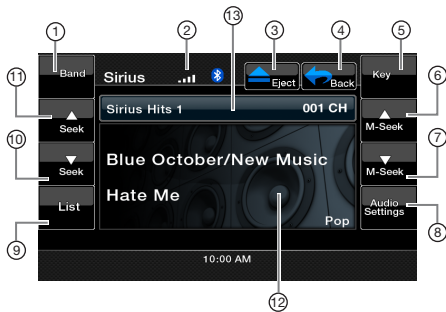 13
1
2
3
4
5
Band
Sirius
Eject
Back
Key
11
6
Seek
Sirius Hits 1
001 CH
M-Seek
10
7
Seek
Blue October/New Music
M-Seek
List
Hate Me
Audio
Settings
Pop
9
8
10:00 AM
12